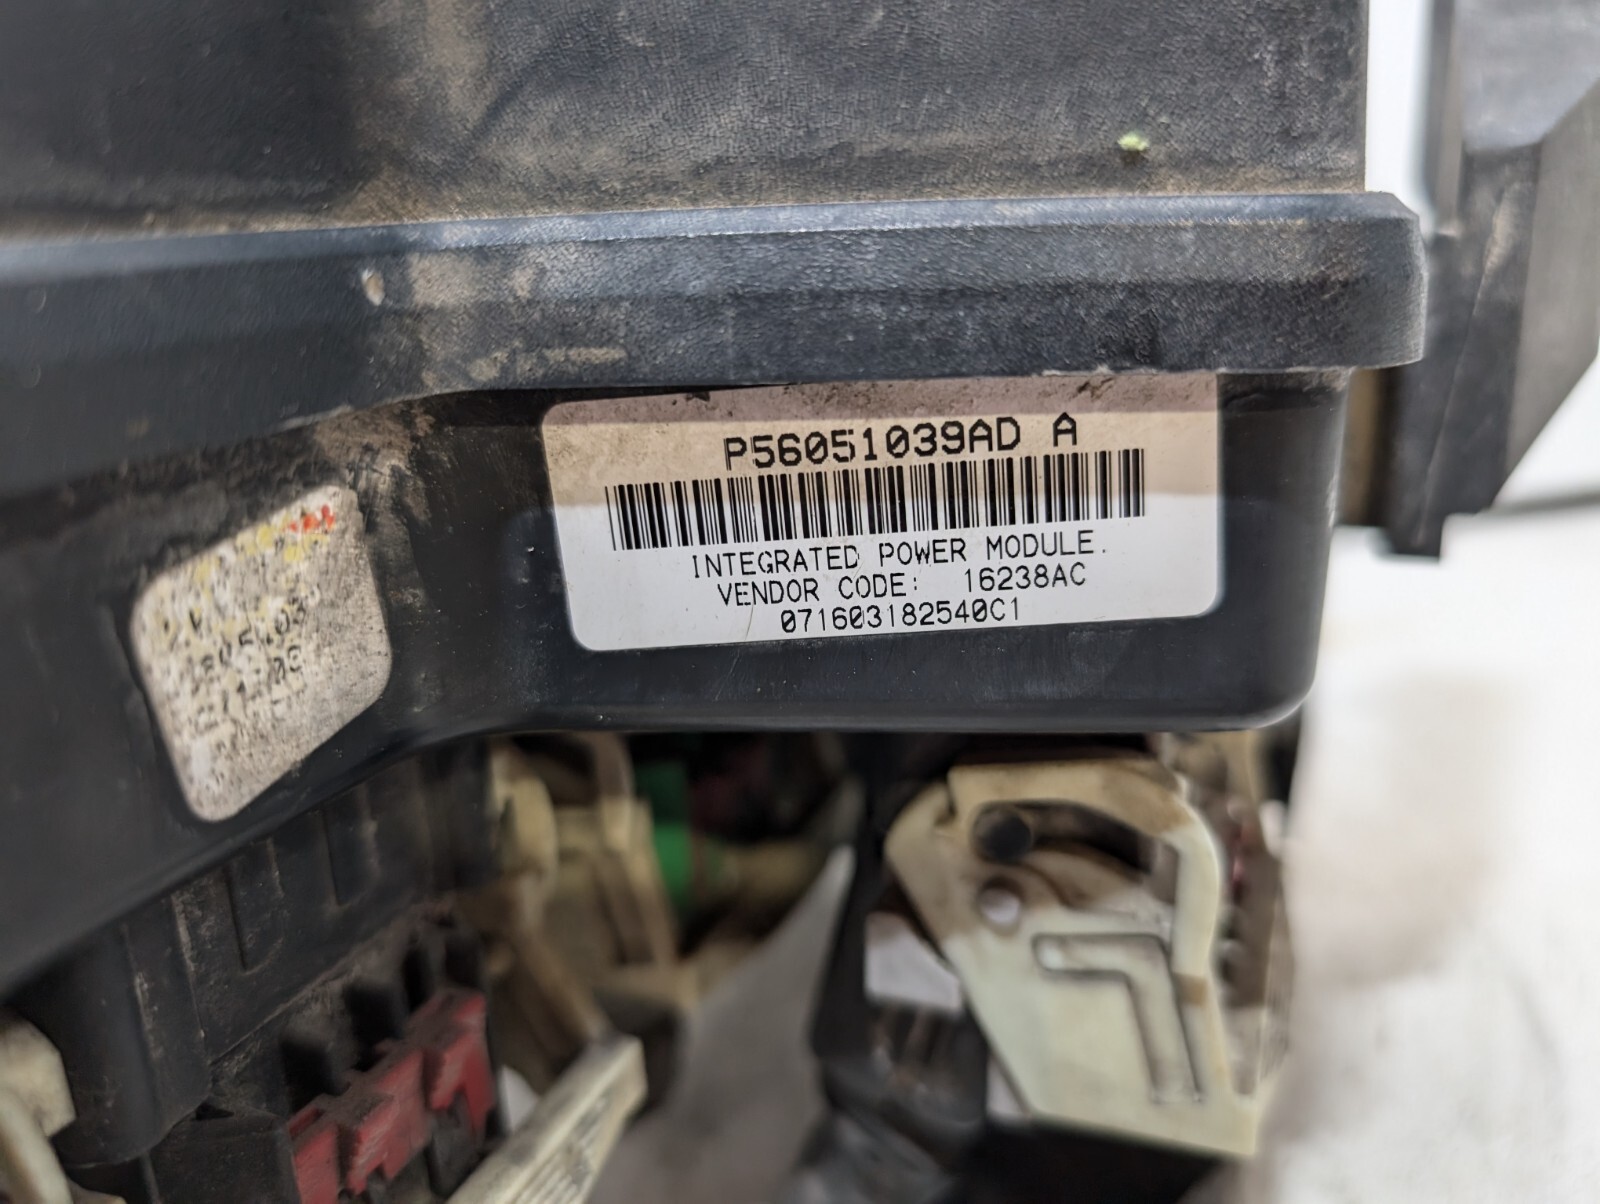 P56051039AD A
INTEGRATED POWER MODULE.
VENDOR CODE: 16238AC
071603182540C1